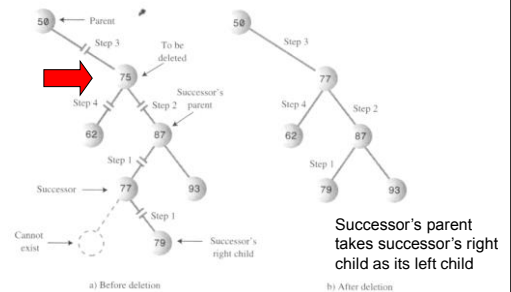 50
Parent
Step 3
To be
deleted
75
Step 4
Step 2
Successor's
parent
62
87
Step 1
Successor
77
93
Step 1
Cannot
exist
79
Successor's
right child
a) Before deletion
50
Step 3
77
Step 4
Step 2
62
87
Step 1
79
93
Successor's parent
takes successor's right
child as its left child
b) After deletion